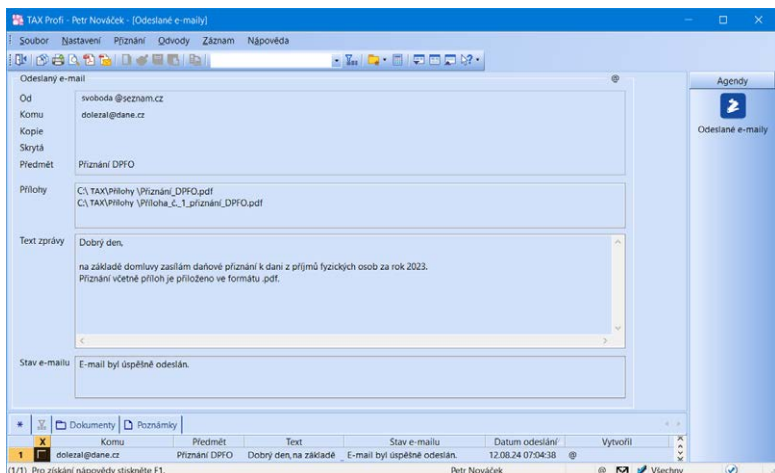 TAX Profi - Petr Nováček - [Odeslané e-maily]
Soubor Nastavení Přiznání Odvody Záznam Nápověda
Odeslaný e-mail @
Agendy
Odeslané e-maily
Od svoboda @seznam.cz
Komu dolezal@dane.cz
Kopie
Skrytá
Předmět Přiznání DPFO
Přílohy C:\ TAX\Přílohy \Přiznání_DPFO.pdf
C:\ TAX\Přílohy \Příloha_č._1_přiznání_DPFO.pdf
Text zprávy Dobrý den,
na základě domluvy zasílám daňové přiznání k dani z příjmů fyzických osob za rok 2023.
Přiznání včetně příloh je přiloženo ve formátu .pdf.
Stav e-mailu E-mail byl úspěšně odeslán.
* Dokumenty Poznámky
X Komu Předmět Text Stav e-mailu Datum odeslání Vytvořil
1 dolezal@dane.cz Přiznání DPFO Dobrý den,na základě _ E-mail byl úspěšně odeslán. 12.08.24 07:04:38 @
(1/1) Pro získání nápovědy stiskněte F1. Petr Nováček @ Všechny